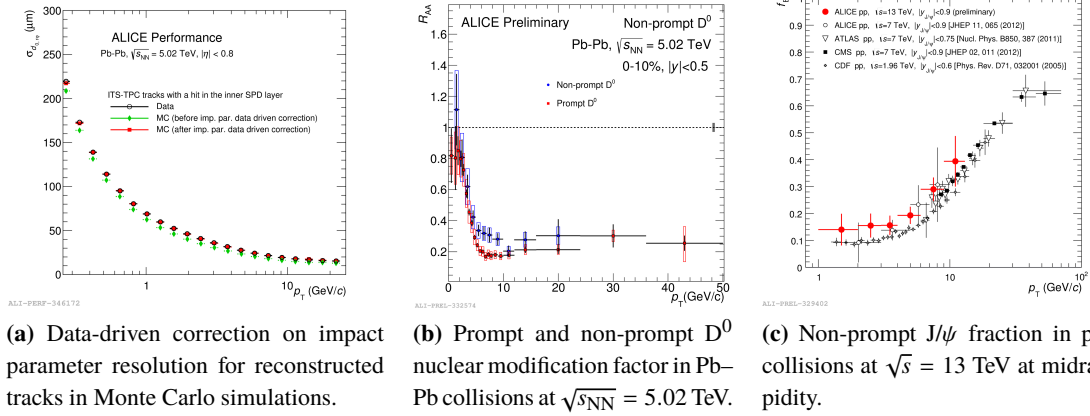 σd0,rφ (μm)
300
250
200
150
100
50
0
ALICE Performance
Pb-Pb, √sNN = 5.02 TeV, |η| < 0.8
ITS-TPC tracks with a hit in the inner SPD layer
Data
MC (before imp. par. data driven correction)
MC (after imp. par. data driven correction)
1
10
pT (GeV/c)
ALI-PERF-346172
(a) Data-driven correction on impact
parameter resolution for reconstructed
tracks in Monte Carlo simulations.
RAA
1.8
1.6
1.4
1.2
1
0.8
0.6
0.4
0.2
0
ALICE Preliminary
Non-prompt D0
Pb-Pb, √sNN = 5.02 TeV
0-10%, |y|<0.5
Non-prompt D0
Prompt D0
0 10 20 30 40 50
pT (GeV/c)
ALI-PREL-332574
(b) Prompt and non-prompt D0
nuclear modification factor in Pb–
Pb collisions at √sNN = 5.02 TeV.
0.9
0.8
0.7
0.6
0.5
0.4
0.3
0.2
0.1
0
ALICE pp, √s=13 TeV, |yJ/ψ|<0.9 (preliminary)
ALICE pp, √s=7 TeV, |yJ/ψ|<0.9 [JHEP 11, 065 (2012)]
ATLAS pp, √s=7 TeV, |yJ/ψ|<0.75 [Nucl. Phys. B850, 387 (2011)]
CMS pp, √s=7 TeV, |yJ/ψ|<0.9 [JHEP 02, 011 (2012)]
CDF pp, √s=1.96 TeV, |yJ/ψ|<0.6 [Phys. Rev. D71, 032001 (2005)]
1
10
10²
pT (GeV/c)
ALI-PREL-329402
(c) Non-prompt J/ψ fraction in p
collisions at √s = 13 TeV at midra
pidity.